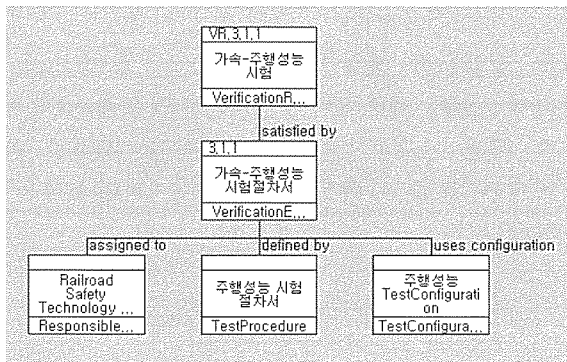 VR.3.1.1
가속-주행성능
시험
VerificationR...
satisfied by
3.1.1
가속-주행성능
시험절차서
VerificationE...
assigned to
defined by
uses configuration
Railroad
Safety
Technology ...
Responsible...
주행성능 시험
절차서
TestProcedure
주행성능
TestConfigurati
on
TestConfigura...